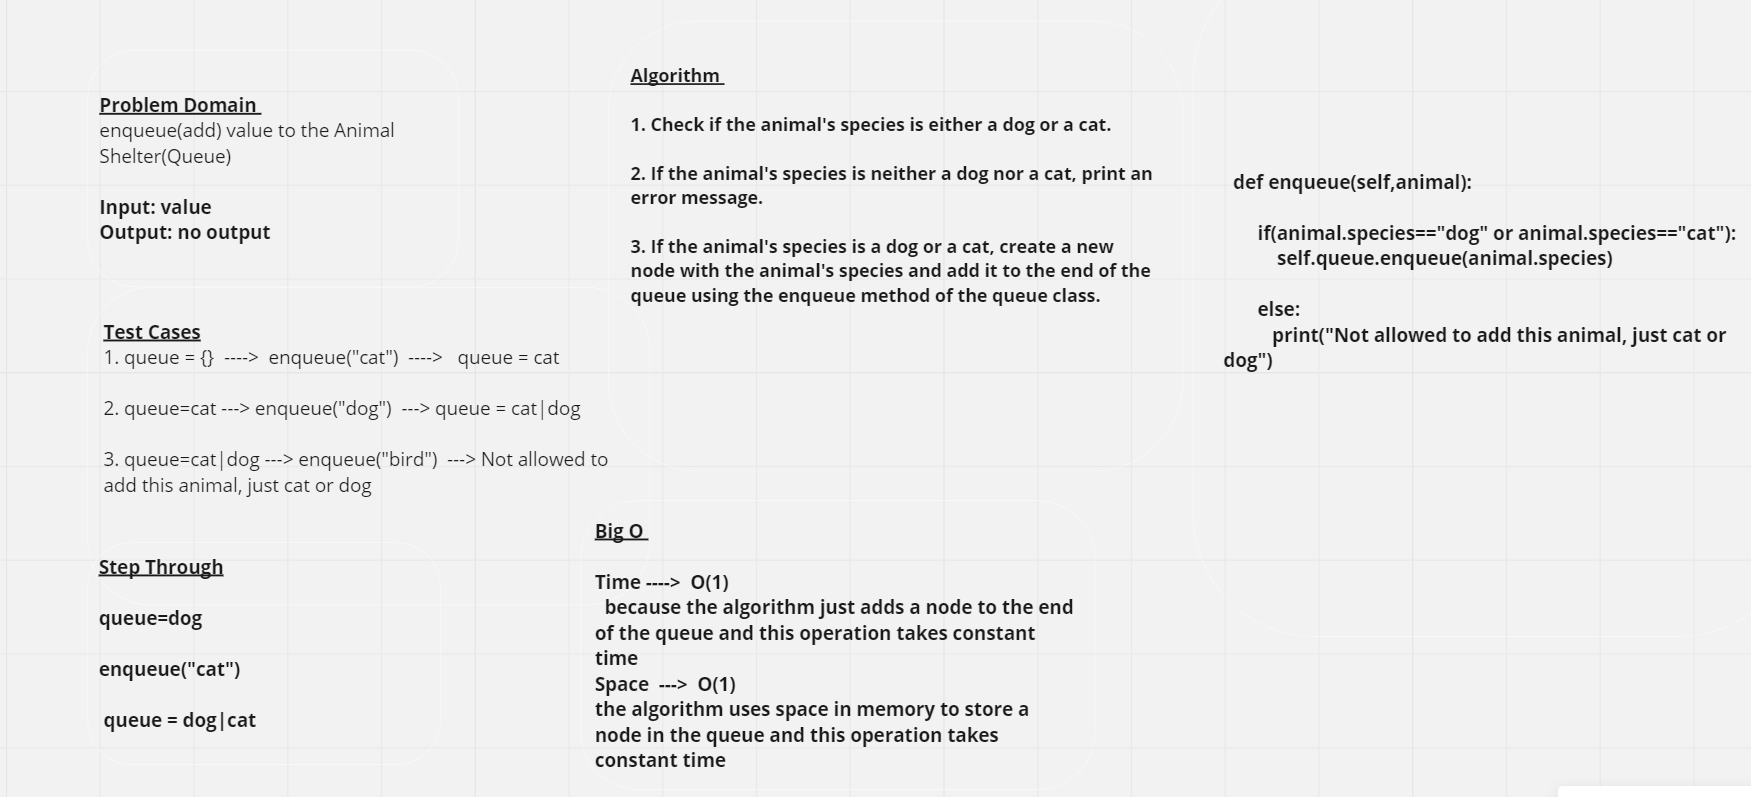 Problem Domain
enqueue(add) value to the Animal
Shelter(Queue)
Input: value
Output: no output
Test Cases
1. queue = {}  ---->  enqueue("cat")  ---->   queue = cat
2. queue=cat ---> enqueue("dog")  ---> queue = cat|dog
3. queue=cat|dog ---> enqueue("bird")  ---> Not allowed to
add this animal, just cat or dog
Step Through
queue=dog
enqueue("cat")
queue = dog|cat
Algorithm
1. Check if the animal's species is either a dog or a cat.
2. If the animal's species is neither a dog nor a cat, print an
error message.
3. If the animal's species is a dog or a cat, create a new
node with the animal's species and add it to the end of the
queue using the enqueue method of the queue class.
Big O
Time ---->  O(1)
because the algorithm just adds a node to the end
of the queue and this operation takes constant
time
Space  --->  O(1)
the algorithm uses space in memory to store a
node in the queue and this operation takes
constant time
def enqueue(self,animal):
if(animal.species=="dog" or animal.species=="cat"):
self.queue.enqueue(animal.species)
else:
print("Not allowed to add this animal, just cat or
dog")